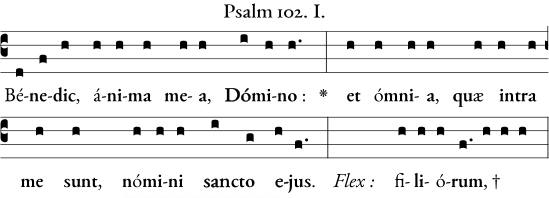 Psalm 102. I.
Bé-ne-dic, á-ni-ma me-a, Dómi-no : * et ómni-a, quæ intra
me sunt, nómi-ni sancto e-jus. Flex : fi-li-ó-rum, †